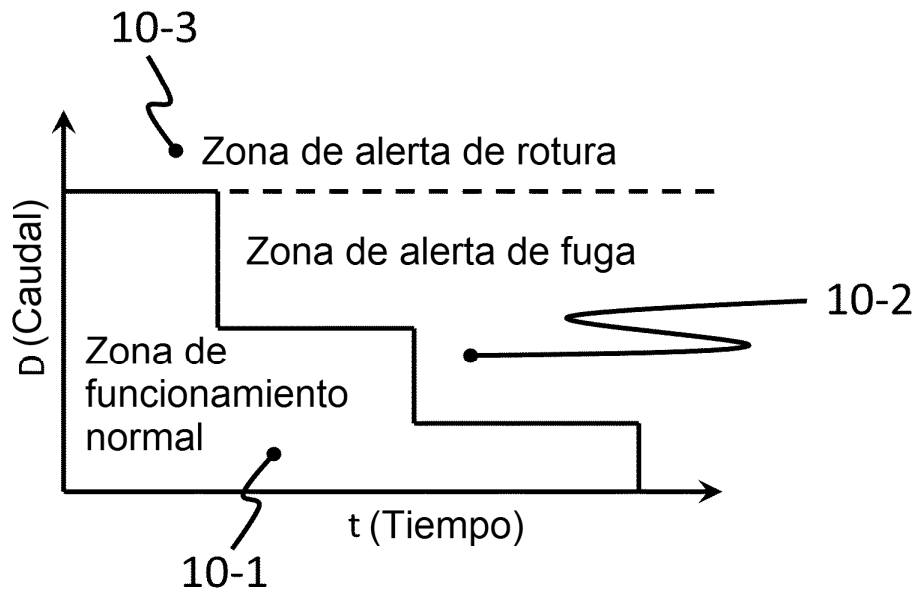 10-3
Zona de alerta de rotura
D (Caudal)
Zona de alerta de fuga
10-2
Zona de
funcionamiento
normal
t (Tiempo)
10-1